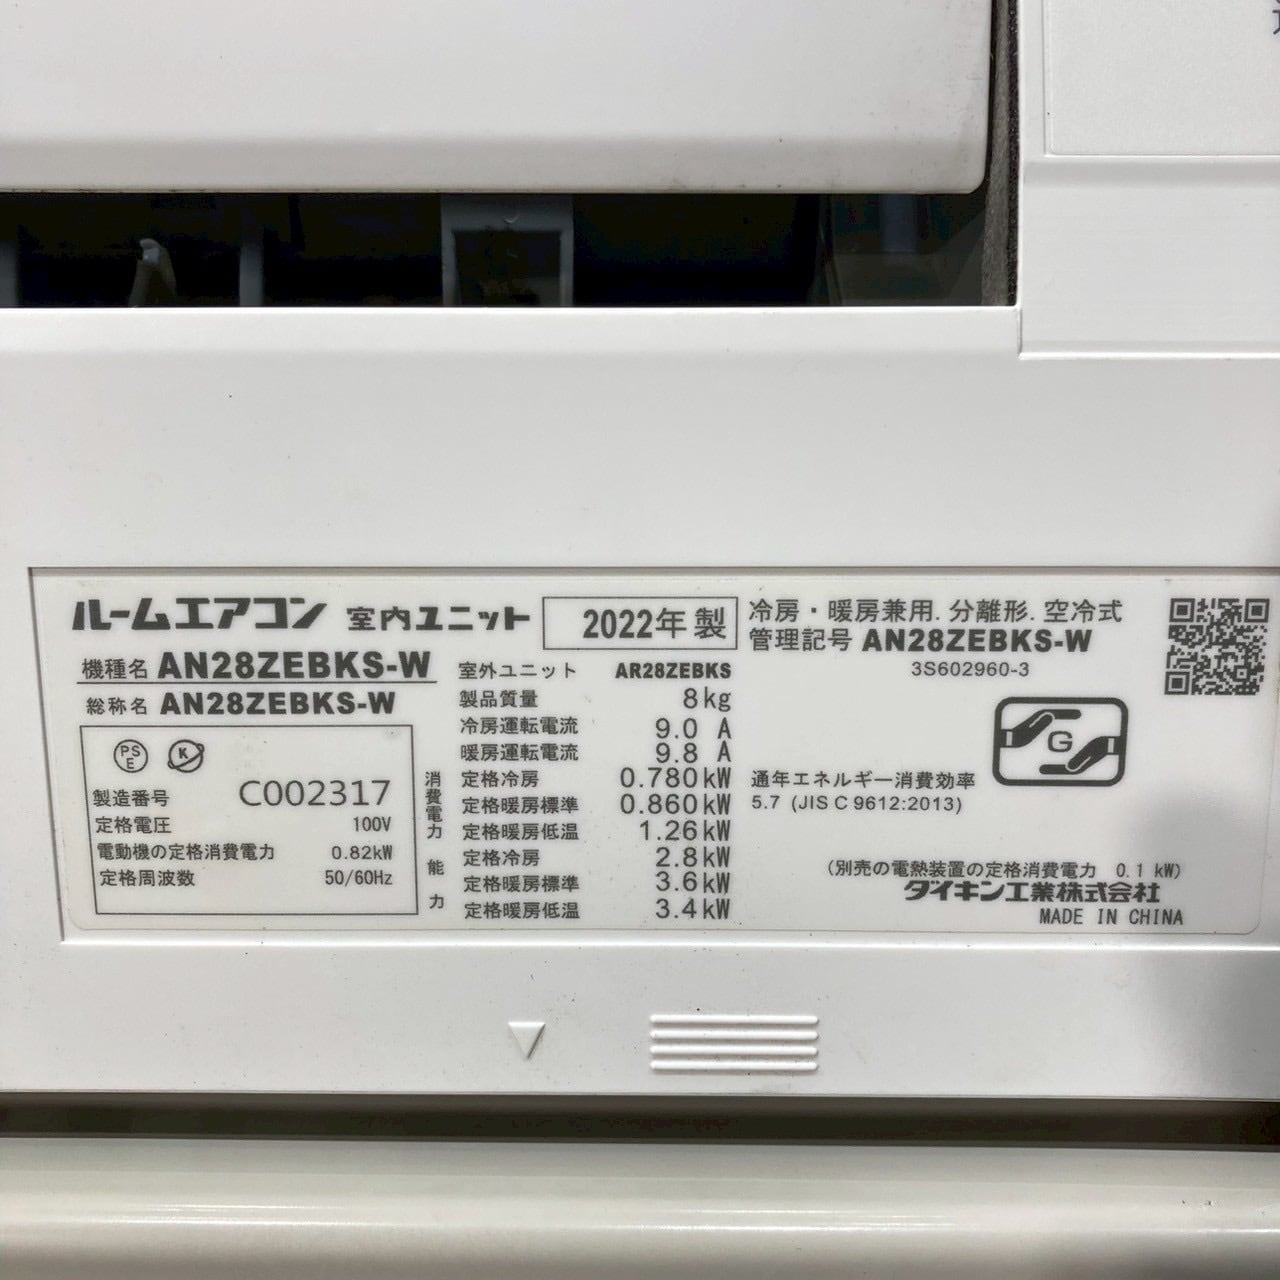 ルームエアコン 室内ユニット 2022年 製
機種名 AN28ZEBKS-W
総称名 AN28ZEBKS-W
PS E
K
製造番号 C002317
定格電圧 100V
電動機の定格消費電力 0.82kW
定格周波数 50/60Hz
室外ユニット AR28ZEBKS
製品質量 8kg
冷房運転電流 9.0 A
暖房運転電流 9.8 A
消費電力
定格冷房 0.780kW
定格暖房標準 0.860kW
定格暖房低温 1.26kW
能力
定格冷房 2.8kW
定格暖房標準 3.6kW
定格暖房低温 3.4kW
冷房・暖房兼用.分離形.空冷式
管理記号 AN28ZEBKS-W
3S602960-3
G
通年エネルギー消費効率
5.7 (JIS C 9612:2013)
(別売の電熱装置の定格消費電力 0.1 kW)
ダイキン工業株式会社
MADE IN CHINA